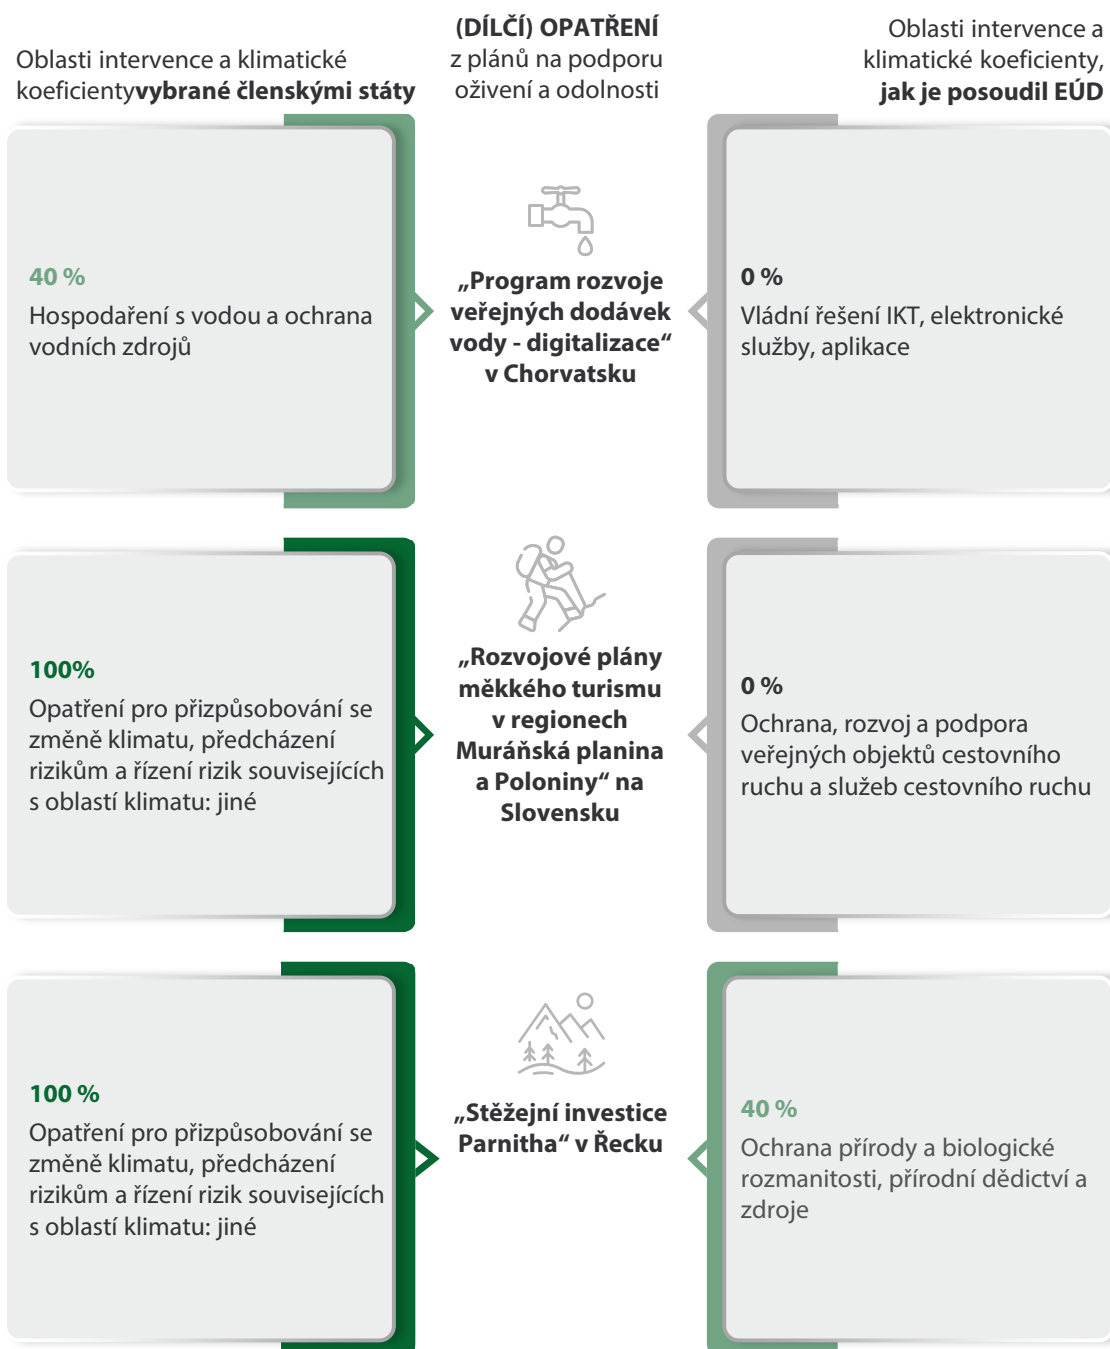 Oblasti intervence a klimatické
koeficientyvybrané členskými státy
(DÍLČÍ) OPATŘENÍ
z plánů na podporu
oživení a odolnosti
Oblasti intervence a
klimatické koeficienty,
jak je posoudil EÚD
40 %
Hospodaření s vodou a ochrana
vodních zdrojů
„Program rozvoje
veřejných dodávek
vody - digitalizace“
v Chorvatsku
0 %
Vládní řešení IKT, elektronické
služby, aplikace
100%
Opatření pro přizpůsobování se
změně klimatu, předcházení
rizikům a řízení rizik souvisejících
s oblastí klimatu: jiné
„Rozvojové plány
měkkého turismu
v regionech
Muráňská planina
a Poloniny“ na
Slovensku
0 %
Ochrana, rozvoj a podpora
veřejných objektů cestovního
ruchu a služeb cestovního ruchu
100 %
Opatření pro přizpůsobování se
změně klimatu, předcházení
rizikům a řízení rizik souvisejících
s oblastí klimatu: jiné
„Stěžejní investice
Parnitha“ v Řecku
40 %
Ochrana přírody a biologické
rozmanitosti, přírodní dědictví a
zdroje